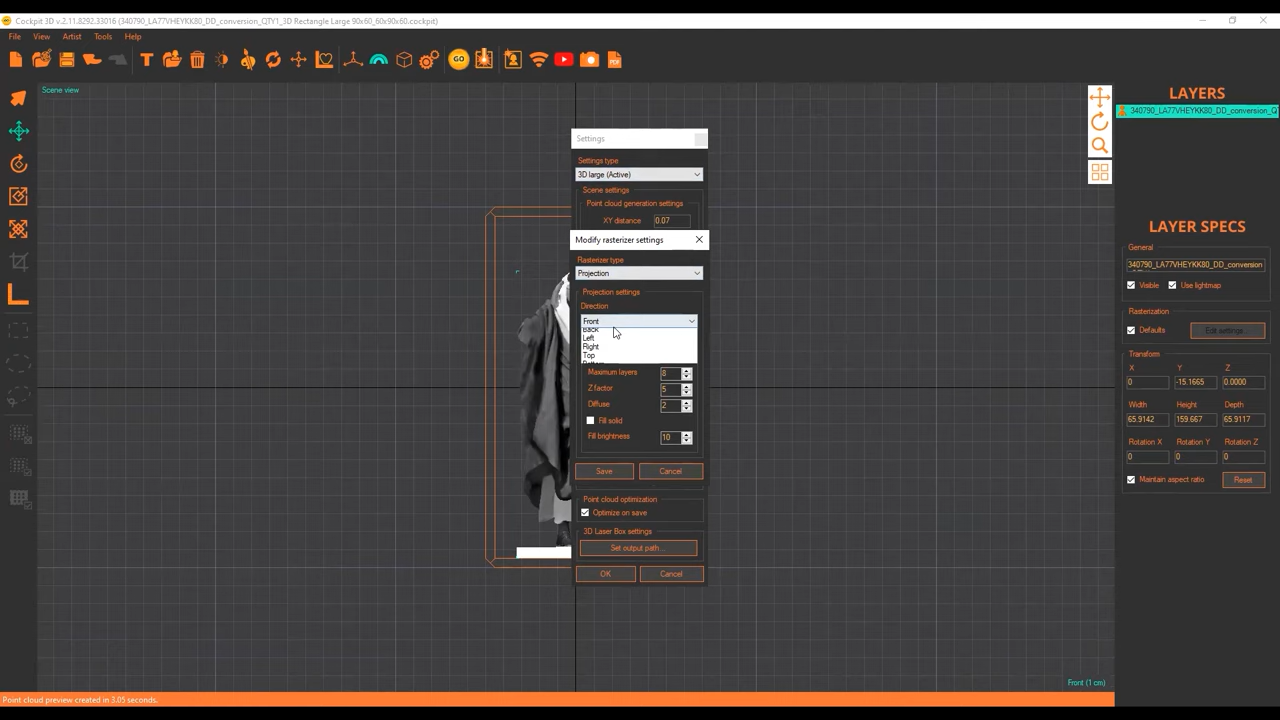 Cockpit 3D v.2.11.8292.33016 (340790_LA77VHEYKK80_DD_conversion_QTY1_3D Rectangle Large 90x60_60x90x60.cockpit)
File View Artist Tools Help
T
GO
PDF
Scene view
LAYERS
340790_LA77VHEYKK80_DD_conversion_Q
Settings
Settings type
3D large (Active)
Scene settings
Point cloud generation settings
XY distance 0.07
Modify rasterizer settings
Rasterizer type
Projection
Projection settings
Direction
Front
Back
Left
Right
Top
Maximum layers 8
Z factor 5
Diffuse 2
Fill solid
Fill brightness 10
Save Cancel
Point cloud optimization
Optimize on save
3D Laser Box settings
Set output path...
OK Cancel
LAYER SPECS
General
340790_LA77VHEYKK80_DD_conversion
Visible Use lightmap
Rasterization
Defaults Edit settings...
Transform
X Y Z
0 -15.1665 0.0000
Width Height Depth
65.9142 159.667 65.9117
Rotation X Rotation Y Rotation Z
0 0 0
Maintain aspect ratio Reset
Front (1 cm)
Point cloud preview created in 3.05 seconds.